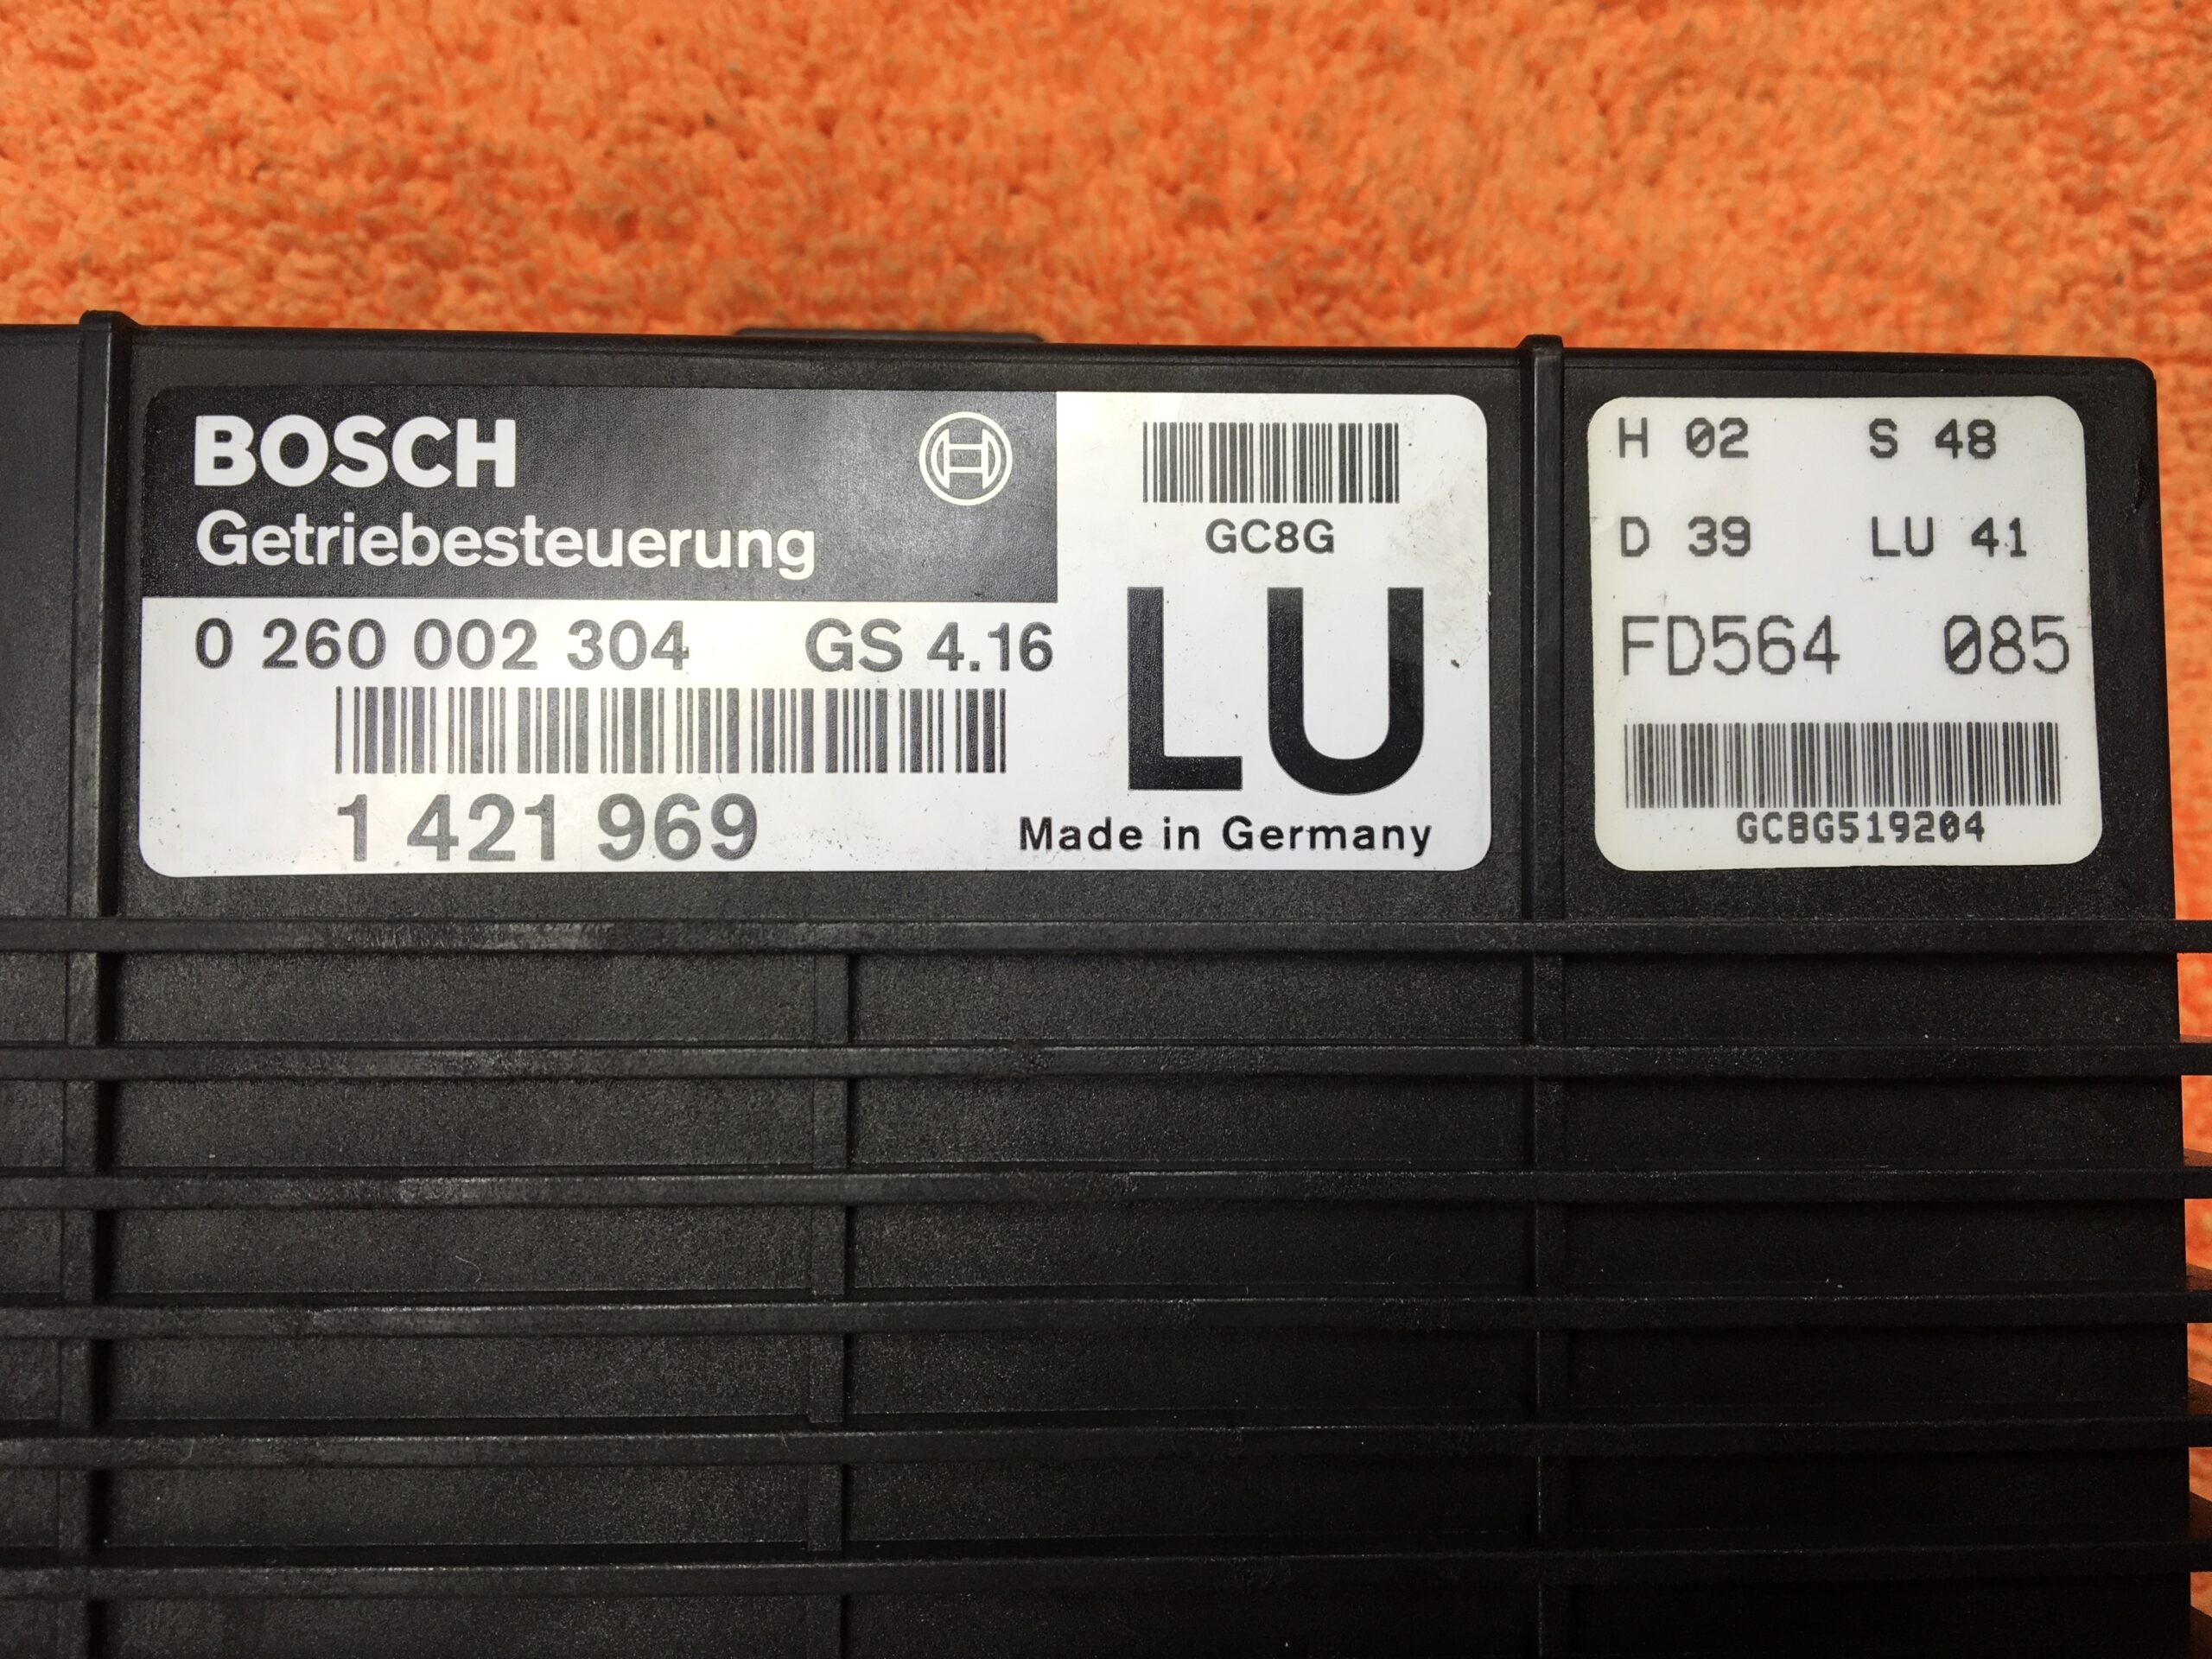 BOSCH
Getriebesteuerung
0 260 002 304 GS 4.16
1 421 969
GC8G
LU
Made in Germany
H 02 S 48
D 39 LU 41
FD564 085
GC8G519204